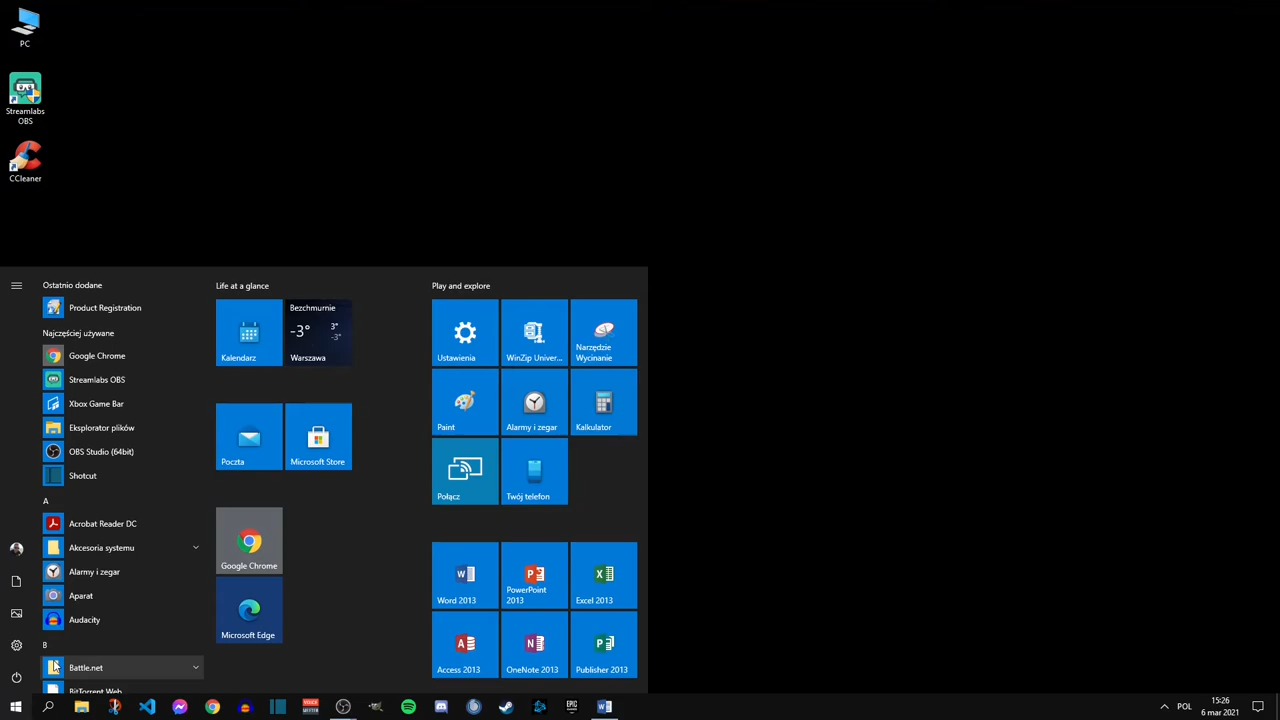 PC
Streamlabs
OBS
CCleaner
Ostatnio dodane
Product Registration
Najczęściej używane
Google Chrome
Streamlabs OBS
Xbox Game Bar
Eksplorator plików
OBS Studio (64bit)
Shotcut
A
Acrobat Reader DC
Akcesoria systemu
Alarmy i zegar
Aparat
Audacity
B
Battle.net
BitTorrent Web
Life at a glance
Kalendarz
Bezchmurnie
-3°
3°
-3°
Warszawa
Poczta
Microsoft Store
Google Chrome
Microsoft Edge
Play and explore
Ustawienia
WinZip Univer...
Narzędzie
Wycinanie
Paint
Alarmy i zegar
Kalkulator
Połącz
Twój telefon
Word 2013
PowerPoint
2013
Excel 2013
Access 2013
OneNote 2013
Publisher 2013
EPIC
POL
15:26
6 mar 2021